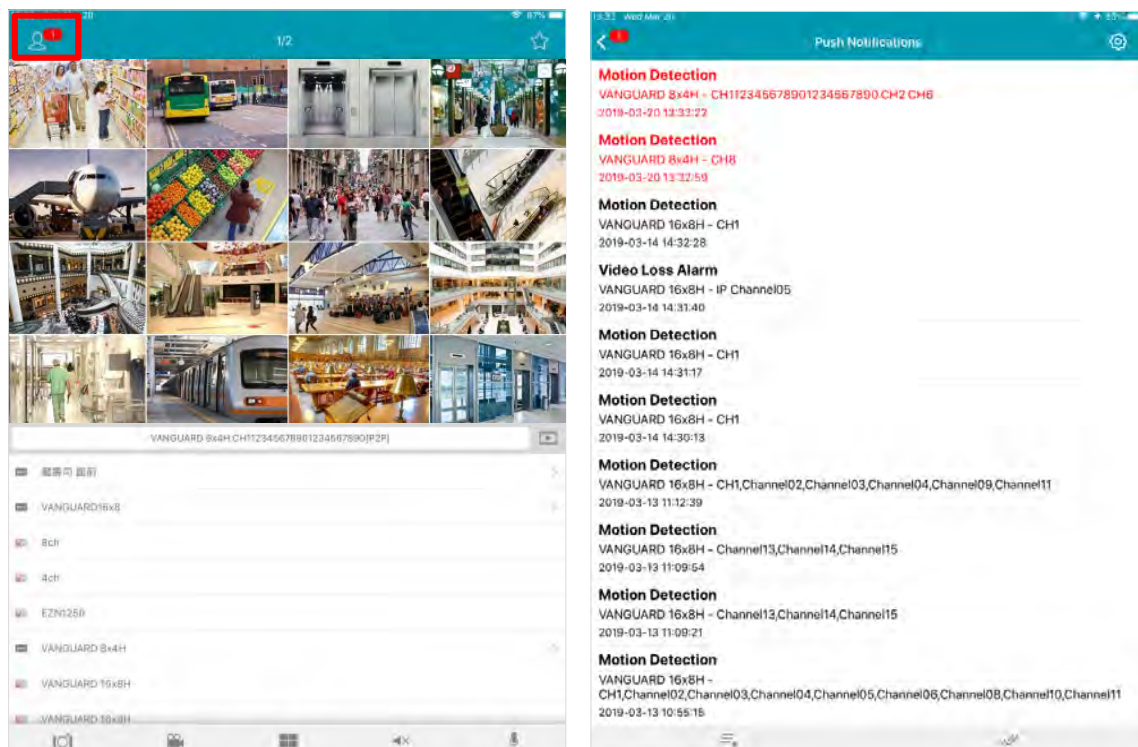 87%
1
1/2
VANGUARD 8x4H CH112345678901234567890[P2P]
VANGUARD16x8
8ch
4ch
EZN1250
VANGUARD 8x4H
VANGUARD 16x8H
VANGUARD 16x8H
1
Push Notifications
Motion Detection
VANGUARD 8x4H - CH112345678901234567890,CH2 CH6
2019-03-20 13:33:22
Motion Detection
VANGUARD 8x4H - CH8
2019-03-20 13:32:59
Motion Detection
VANGUARD 16x8H - CH1
2019-03-14 14:32:28
Video Loss Alarm
VANGUARD 16x8H - IP Channel05
2019-03-14 14:31:40
Motion Detection
VANGUARD 16x8H - CH1
2019-03-14 14:31:17
Motion Detection
VANGUARD 16x8H - CH1
2019-03-14 14:30:13
Motion Detection
VANGUARD 16x8H - CH1,Channel02,Channel03,Channel04,Channel09,Channel11
2019-03-13 11:12:39
Motion Detection
VANGUARD 16x8H - Channel13,Channel14,Channel15
2019-03-13 11:09:54
Motion Detection
VANGUARD 16x8H - Channel13,Channel14,Channel15
2019-03-13 11:09:21
Motion Detection
VANGUARD 16x8H -
CH1,Channel02,Channel03,Channel04,Channel05,Channel06,Channel08,Channel10,Channel11
2019-03-13 10:55:15